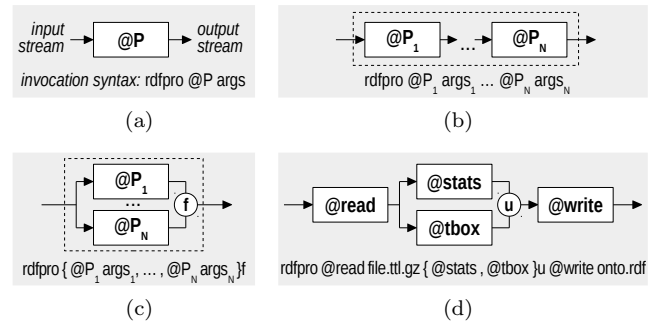 input stream @P output stream
invocation syntax: rdfpro @P args
(a)
@P1 ... @PN
rdfpro @P1 args1 ... @PN argsN
(b)
@P1
... f
@PN
rdfpro { @P1 args1, ... , @PN argsN }f
(c)
@stats
@read u @write
@tbox
rdfpro @read file.ttl.gz { @stats , @tbox }u @write onto.rdf
(d)